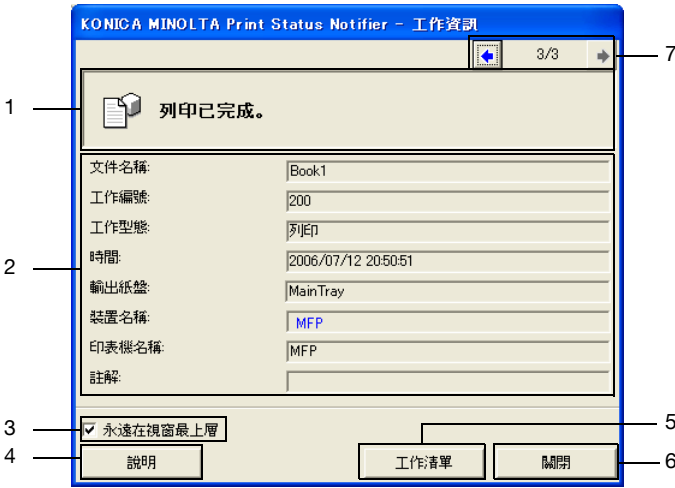 KONICA MINOLTA Print Status Notifier - 工作資訊
3/3
7
1
列印已完成。
文件名稱: Book1
工作編號: 200
工作型態: 列印
時間: 2006/07/12 20:50:51
2
輸出紙盤: MainTray
裝置名稱: MFP
印表機名稱: MFP
註解:
3
永遠在視窗最上層
5
4
說明
工作清單
關閉
6